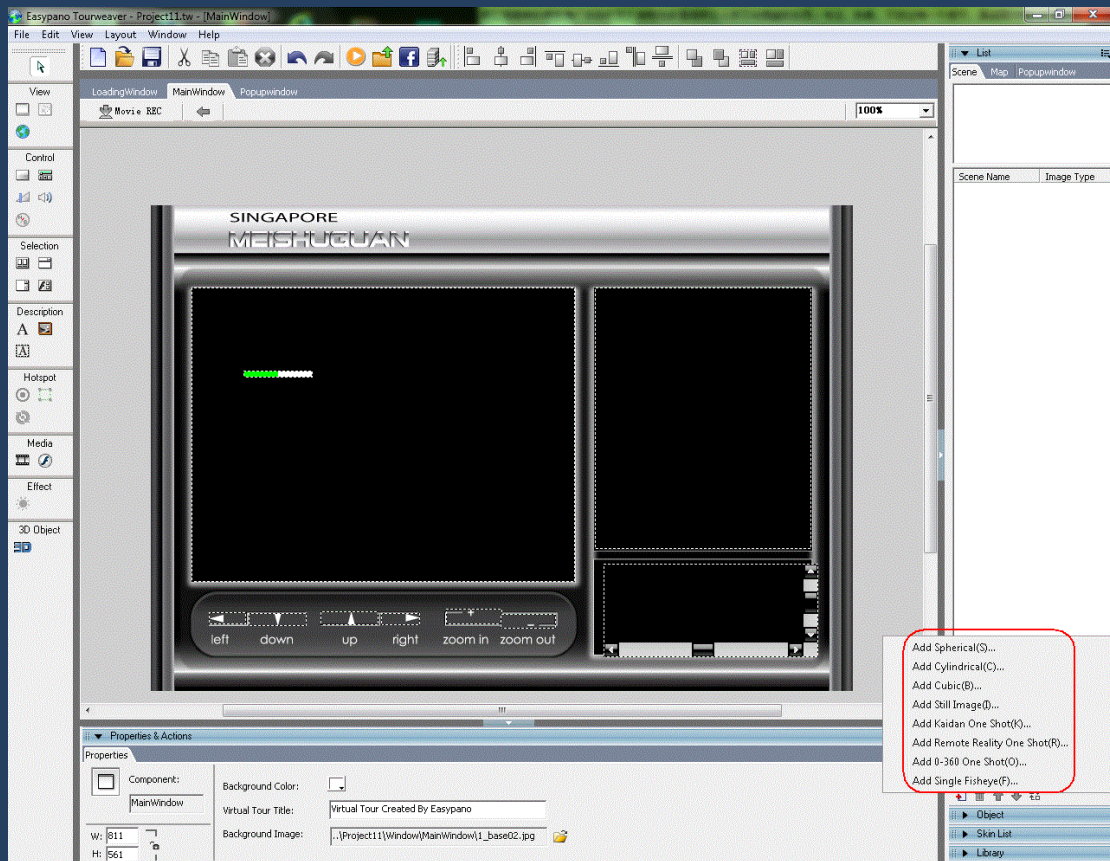 Easypano Tourweaver - Project11.tw - [MainWindow]
File Edit View Layout Window Help
List
Scene Map Popupwindow
View
LoadingWindow MainWindow Popupwindow
Movie REC
100%
Control
Scene Name Image Type
SINGAPORE
MEISHUGUAN
Selection
Description
Hotspot
Media
Effect
3D Object
3D
left down up right zoom in zoom out
Add Spherical(S)...
Add Cylindrical(C)...
Add Cubic(B)...
Add Still Image(I)...
Add Kaidan One Shot(K)...
Add Remote Reality One Shot(R)...
Add 0-360 One Shot(O)...
Add Single Fisheye(F)...
Properties & Actions
Properties
Component:
MainWindow
Background Color:
Virtual Tour Title: Virtual Tour Created By Easypano
Background Image: ..\Project11\Window\MainWindow\1_base02.jpg
W: 811
H: 561
Object
Skin List
Library